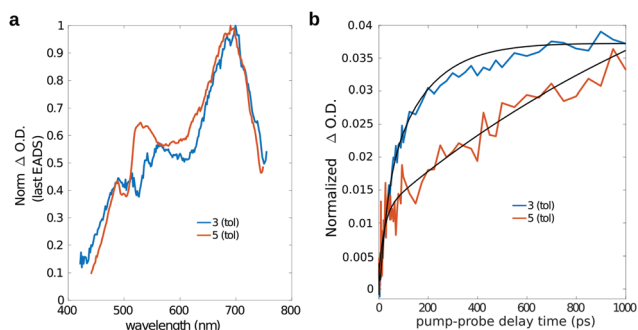 a
b
Norm Δ O.D.
(last EADS)
1
0.9
0.8
0.7
0.6
0.5
0.4
0.3
0.2
0.1
0
400
500
600
700
800
wavelength (nm)
3 (tol)
5 (tol)
Normalized Δ O.D.
0.04
0.035
0.03
0.025
0.02
0.015
0.01
0.005
0
0
200
400
600
800
1000
pump-probe delay time (ps)
3 (tol)
5 (tol)